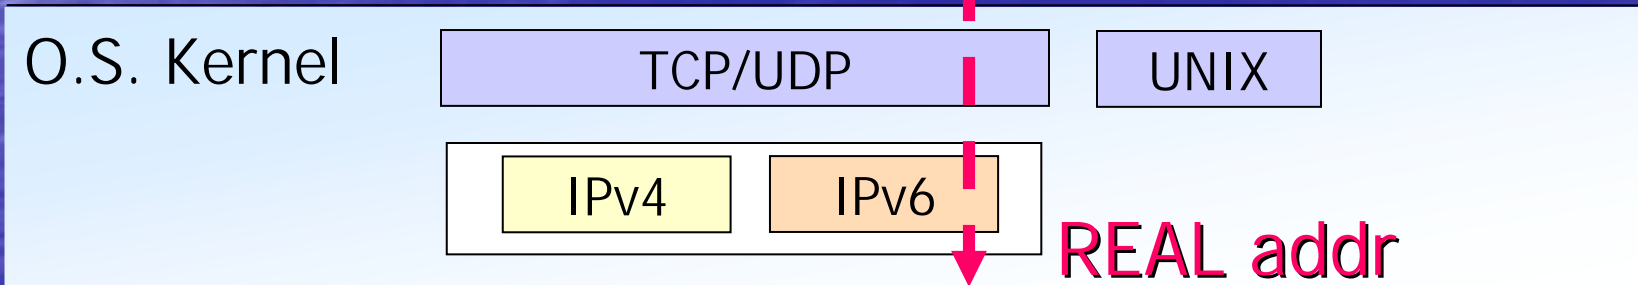 O.S. Kernel
TCP/UDP
UNIX
IPv4
IPv6
REAL addr